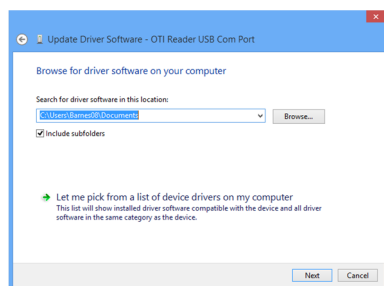 Update Driver Software - OTI Reader USB Com Port
Browse for driver software on your computer
Search for driver software in this location:
C:\Users\Barnes08\Documents
Browse...
Include subfolders
Let me pick from a list of device drivers on my computer
This list will show installed driver software compatible with the device and all driver
software in the same category as the device.
Next
Cancel